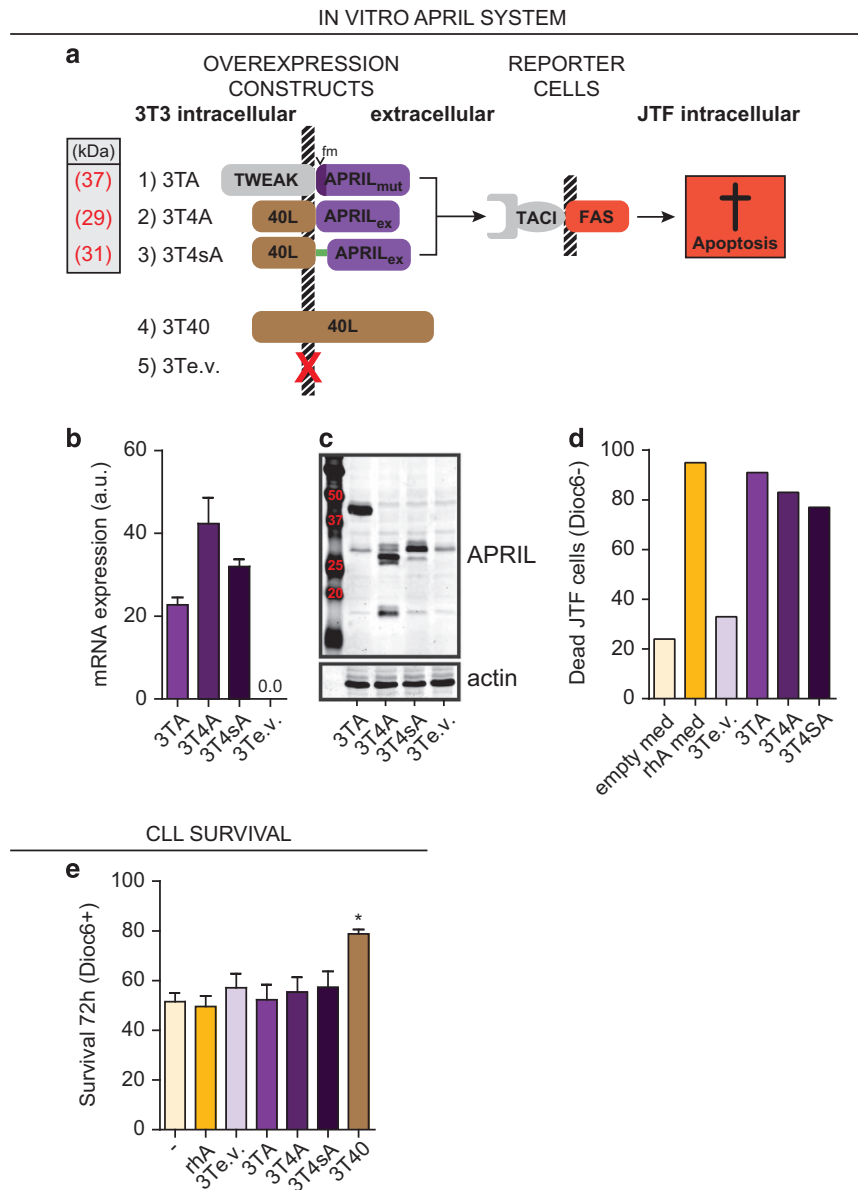 IN VITRO APRIL SYSTEM
a
OVEREXPRESSION
CONSTRUCTS
REPORTER
CELLS
3T3 intracellular
extracellular
JTF intracellular
(kDa)
fm
(37)
1) 3TA
TWEAK
APRILmut
(29)
2) 3T4A
40L
APRILex
(31)
3) 3T4sA
40L
APRILex
TACI
FAS
Apoptosis
4) 3T40
40L
5) 3Te.v.
X
b
mRNA expression (a.u.)
60
40
20
0
0.0
3TA
3T4A
3T4sA
3Te.v.
c
50
37
25
20
APRIL
actin
3TA
3T4A
3T4sA
3Te.v.
d
Dead JTF cells (Dioc6-)
100
80
60
40
20
0
empty med
rhA med
3Te.v.
3TA
3T4A
3T4SA
CLL SURVIVAL
e
Survival 72h (Dioc6+)
100
80
60
40
20
0
*
-
rhA
3Te.v.
3TA
3T4A
3T4sA
3T40